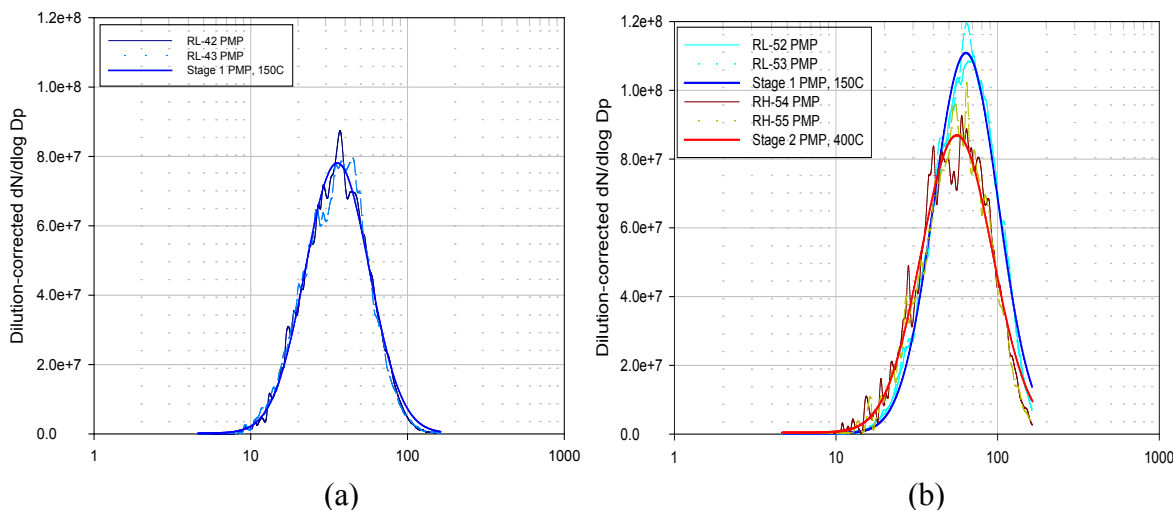 Dilution-corrected dN/dlog Dp
1.2e+8
1.0e+8
8.0e+7
6.0e+7
4.0e+7
2.0e+7
0.0
RL-42 PMP
RL-43 PMP
Stage 1 PMP, 150C
1 10 100 1000
(a)
Dilution-corrected dN/dlog Dp
1.2e+8
1.0e+8
8.0e+7
6.0e+7
4.0e+7
2.0e+7
0.0
RL-52 PMP
RL-53 PMP
Stage 1 PMP, 150C
RH-54 PMP
RH-55 PMP
Stage 2 PMP, 400C
1 10 100 1000
(b)